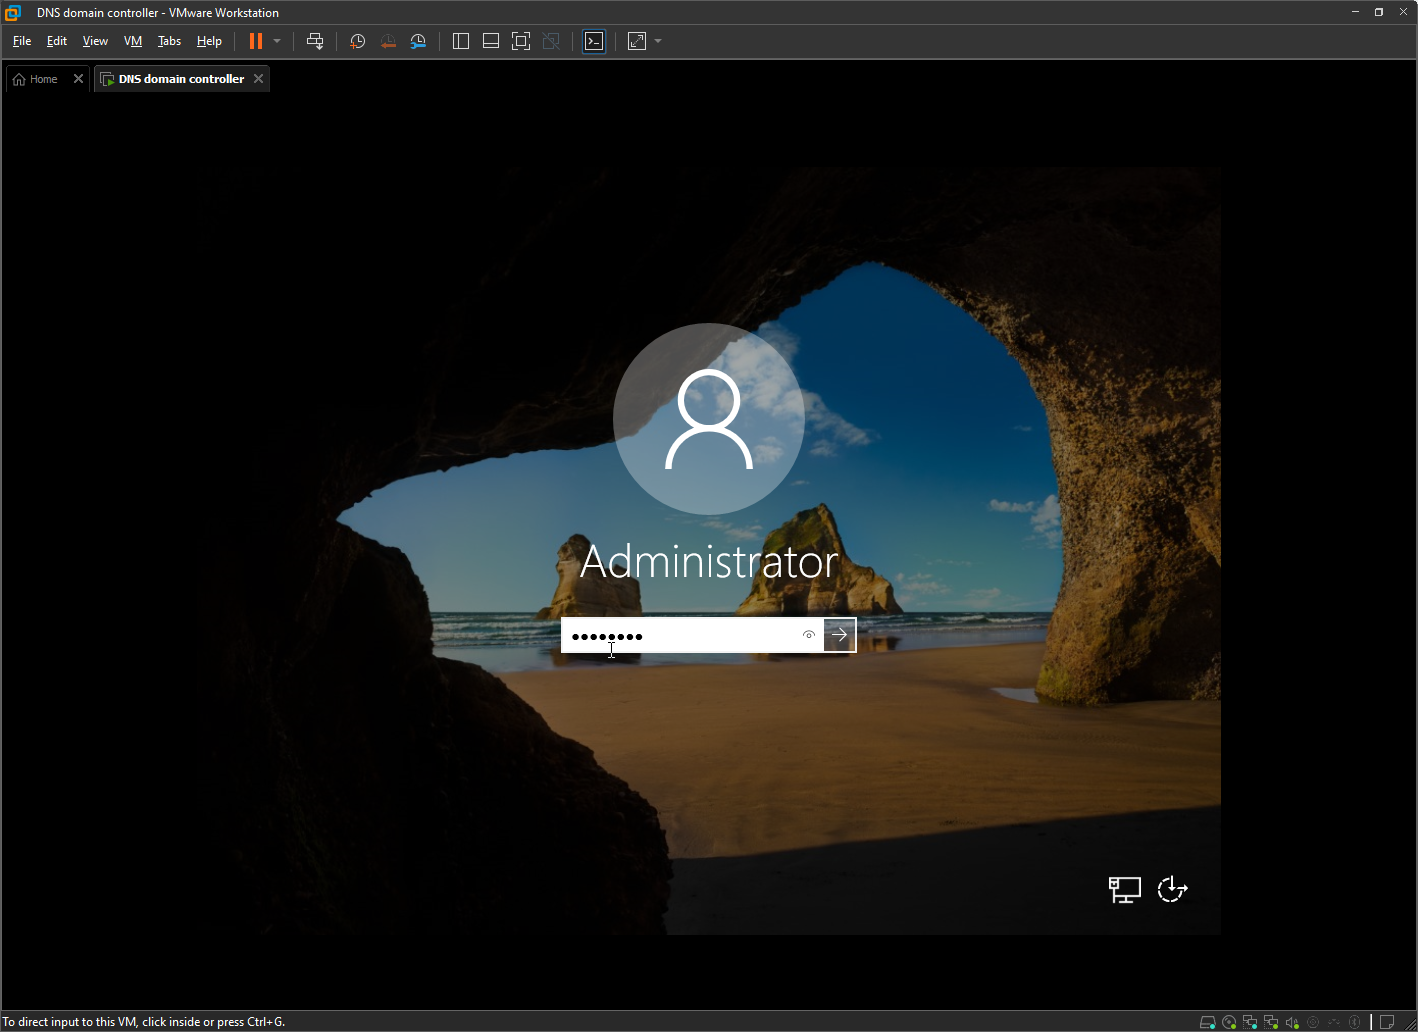 DNS domain controller - VMware Workstation
File Edit View VM Tabs Help
Home DNS domain controller
Administrator
To direct input to this VM, click inside or press Ctrl+G.